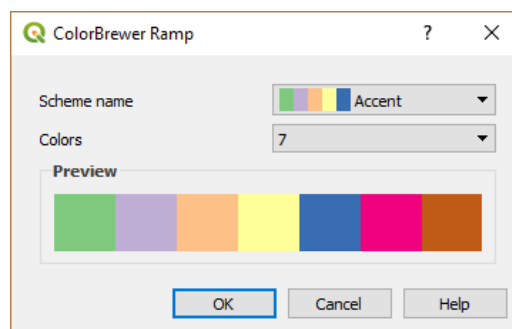 ColorBrewer Ramp ?
Scheme name Accent
Colors 7
Preview
OK Cancel Help